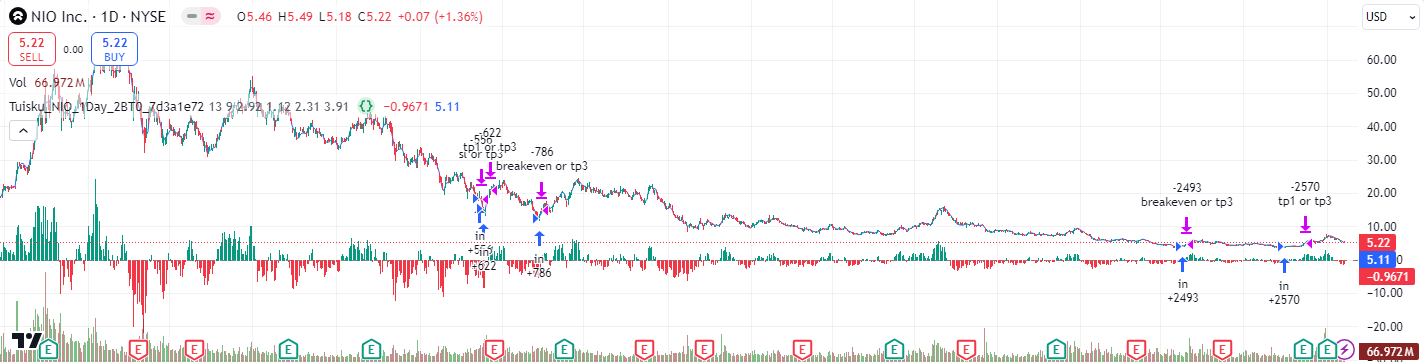 NIO Inc. · 1D · NYSE O5.46 H5.49 L5.18 C5.22 +0.07 (+1.36%)
USD
5.22 0.00 5.22
SELL BUY
Vol 66.972M
Tuisku_NIO_1Day_2BT0_7d3a1e72 13 9 2.92 1.12 2.31 3.91 {} −0.9671 5.11
60.00
50.00
40.00
30.00
20.00
10.00
5.22
5.11
−0.9671
−10.00
−20.00
66.972M
-622
tp1 or tp3
sl or tp3
-786
breakeven or tp3
-2493
breakeven or tp3
-2570
tp1 or tp3
in
+622
in
+786
in
+2493
in
+2570
E E E E E E E E E E E E E E E E E